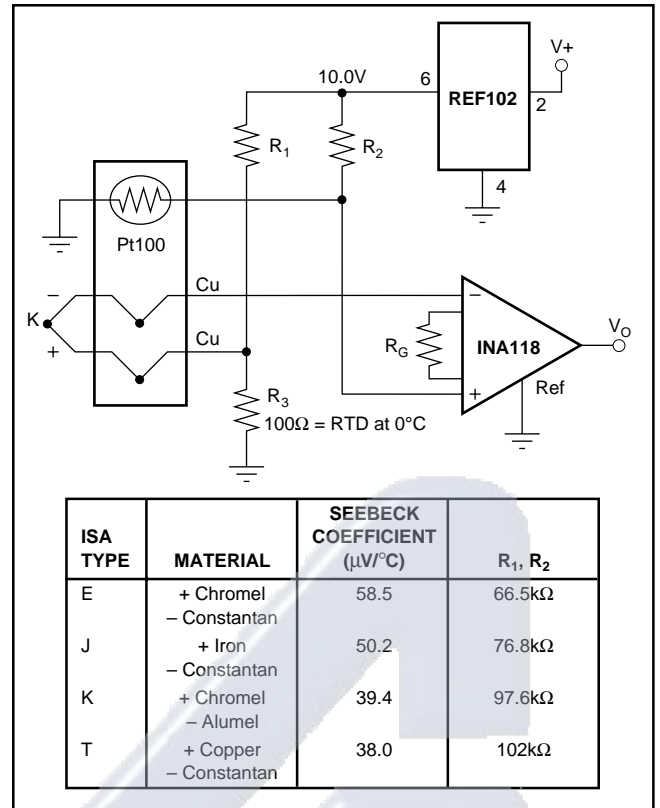 V+
10.0V
6
REF102
2
R1
R2
4
Pt100
Cu
–
K
Cu
+
–
RG
INA118
VO
+
Ref
R3
100Ω = RTD at 0°C
ISA TYPE MATERIAL SEEBECK COEFFICIENT (μV/°C) R1, R2
E + Chromel 58.5 66.5kΩ
– Constantan
J + Iron 50.2 76.8kΩ
– Constantan
K + Chromel 39.4 97.6kΩ
– Alumel
T + Copper 38.0 102kΩ
– Constantan